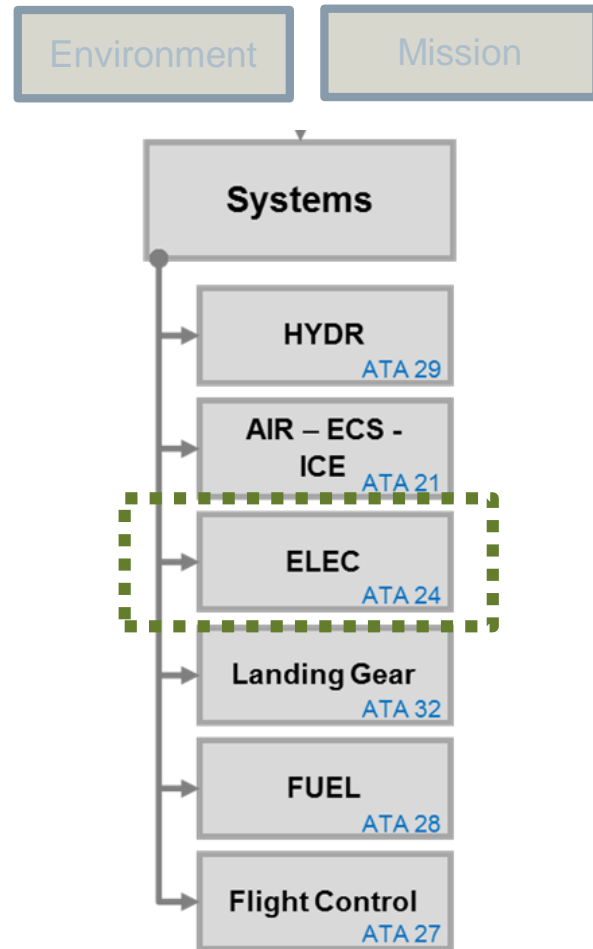 Environment
Mission
Systems
HYDR
ATA 29
AIR – ECS -
ICE
ATA 21
ELEC
ATA 24
Landing Gear
ATA 32
FUEL
ATA 28
Flight Control
ATA 27